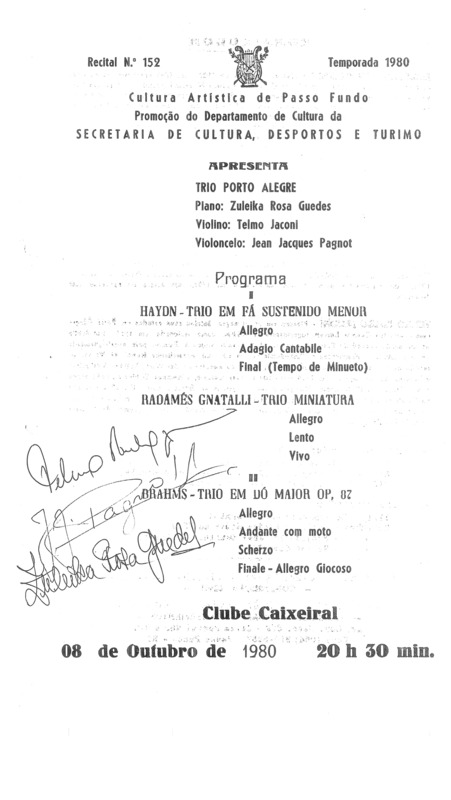 Recital N.º 152
Temporada 1980
Cultura Artistica de Passo Fundo
Promoção do Departamento de Cultura da
SECRETARIA DE CULTURA, DESPORTOS E TURIMO
APRESENTA
TRIO PORTO ALEGRE
Piano: Zuleika Rosa Guedes
Violino: Telmo Jaconi
Violoncelo: Jean Jacques Pagnot
Programa
I
HAYDN - TRIO EM FÁ SUSTENIDO MENOR
Allegro
Adagio Cantabile
Final (Tempo de Minueto)
RADAMÉS GNATALLI - TRIO MINIATURA
Allegro
Lento
Vivo
II
BRAHMS - TRIO EM DÓ MAIOR OP, 87
Allegro
Andante com moto
Scherzo
Finale - Allegro Giocoso
Zuleika Rosa Guedes
Clube Caixeiral
08 de Outubro de 1980 20 h 30 min.